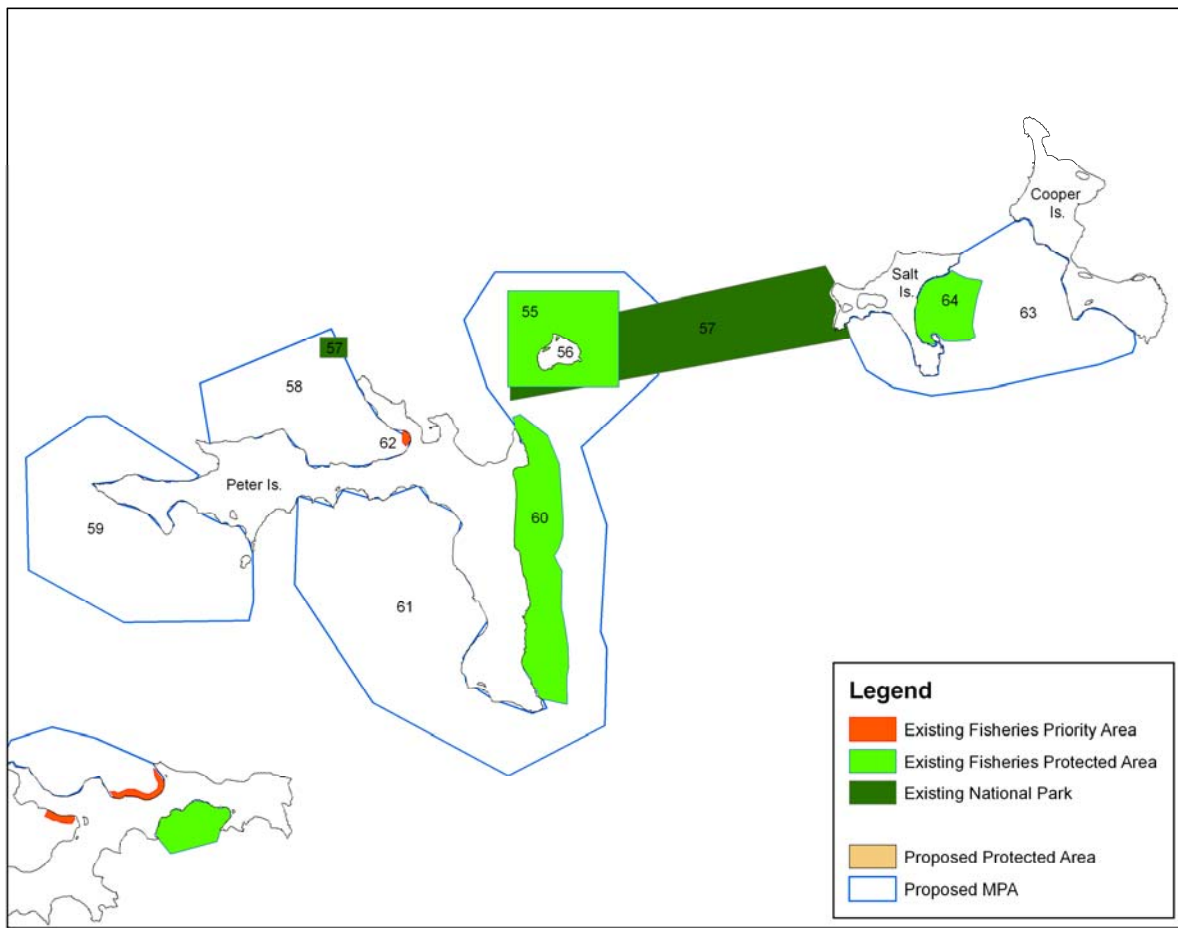 Cooper
Is.
Salt
Is.
64
63
55
56
57
57
58
62
Peter Is.
59
60
61
Legend
Existing Fisheries Priority Area
Existing Fisheries Protected Area
Existing National Park
Proposed Protected Area
Proposed MPA